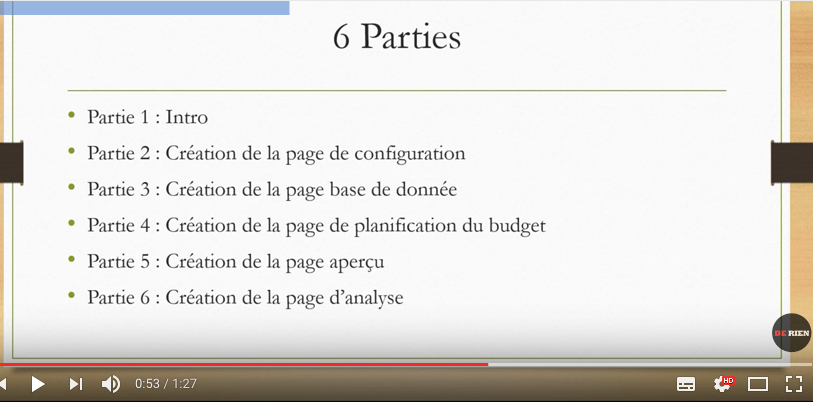 6 Parties
Partie 1 : Intro
Partie 2 : Création de la page de configuration
Partie 3 : Création de la page base de donnée
Partie 4 : Création de la page de planification du budget
Partie 5 : Création de la page aperçu
Partie 6 : Création de la page d’analyse
DE RIEN
0:53 / 1:27
HD